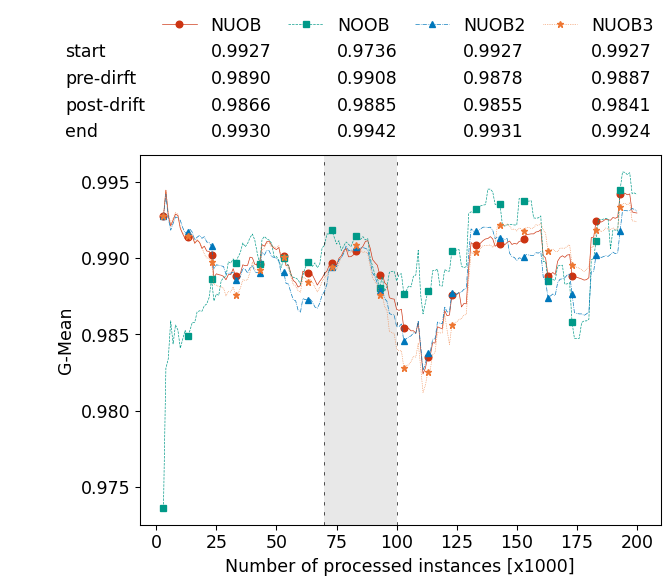 NUOB NOOB NUOB2 NUOB3
start 0.9927 0.9736 0.9927 0.9927
pre-dirft 0.9890 0.9908 0.9878 0.9887
post-drift 0.9866 0.9885 0.9855 0.9841
end 0.9930 0.9942 0.9931 0.9924
0.995
0.990
0.985
0.980
0.975
G-Mean
0 25 50 75 100 125 150 175 200
Number of processed instances [x1000]